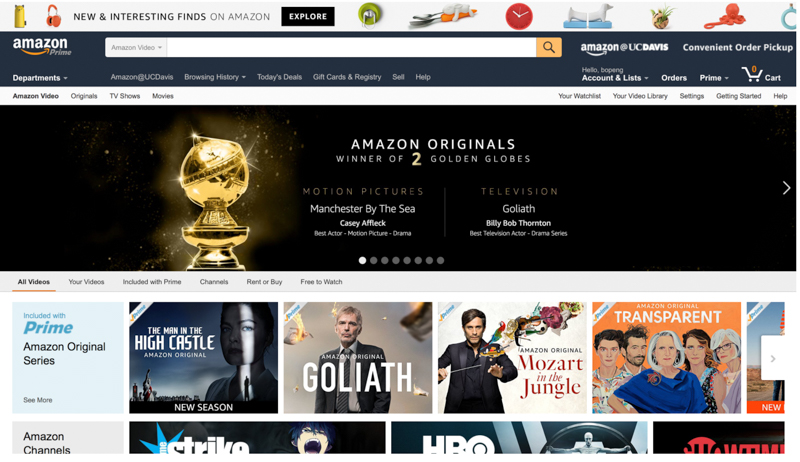 NEW & INTERESTING FINDS ON AMAZON EXPLORE
amazon Prime
Amazon Video
amazon@UCDAVIS Convenient Order Pickup
Departments
Amazon@UCDavis Browsing History Today's Deals Gift Cards & Registry Sell Help
Hello, bopeng
Account & Lists Orders Prime 0 Cart
Amazon Video Originals TV Shows Movies Your Watchlist Your Video Library Settings Getting Started Help
AMAZON ORIGINALS
WINNER OF 2 GOLDEN GLOBES
MOTION PICTURES
Manchester By The Sea
Casey Affleck
Best Actor - Motion Picture - Drama
TELEVISION
Goliath
Billy Bob Thornton
Best Television Actor - Drama Series
All Videos Your Videos Included with Prime Channels Rent or Buy Free to Watch
Included with
Prime
Amazon Original
Series
See More
Prime
THE MAN IN THE
HIGH CASTLE
AMAZON ORIGINAL
NEW SEASON
Prime
AMAZON ORIGINAL
GOLIATH
Prime
AMAZON ORIGINAL
Mozart
in the
Jungle
Prime
AMAZON ORIGINAL
TRANSPARENT
Prime
NEW
Amazon
Channels
strike
HBO
SHOWTIME